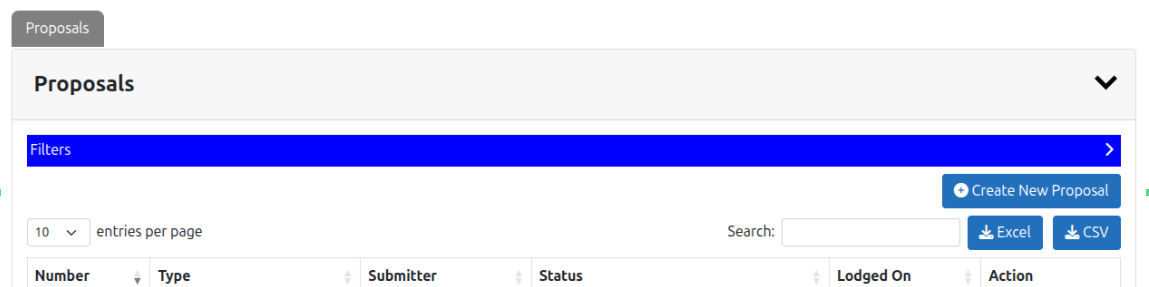 Proposals
Proposals
Filters
Create New Proposal
10 entries per page Search: Excel CSV
Number Type Submitter Status Lodged On Action